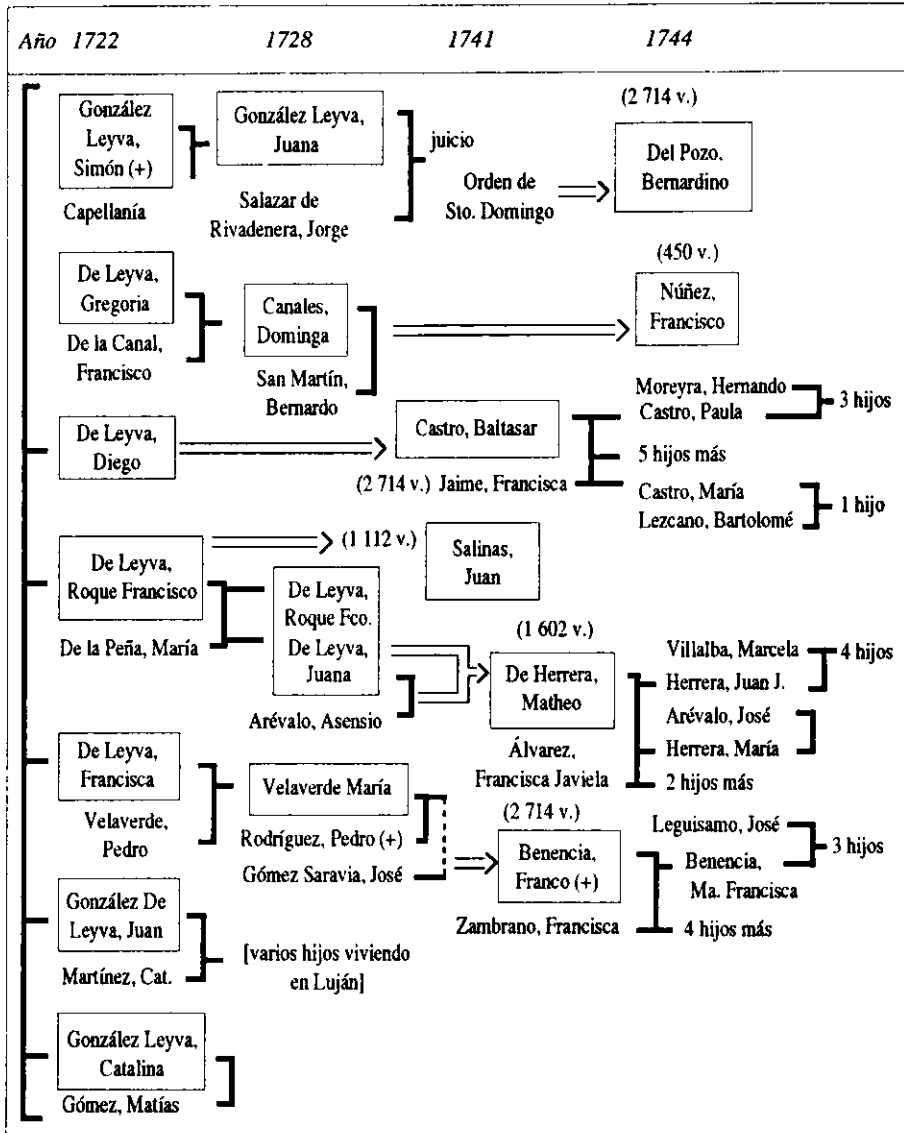 Año 1722 1728 1741 1744
González
Leyva,
Simón (+)
Capellanía
González Leyva,
Juana
Salazar de
Rivadenera, Jorge
juicio
Orden de
Sto. Domingo
(2 714 v.)
Del Pozo,
Bernardino
De Leyva,
Gregoria
De la Canal,
Francisco
Canales,
Dominga
San Martín,
Bernardo
(450 v.)
Núñez,
Francisco
De Leyva,
Diego
Castro, Baltasar
(2 714 v.) Jaime, Francisca
Moreyra, Hernando
Castro, Paula
3 hijos
5 hijos más
Castro, María
Lezcano, Bartolomé
1 hijo
De Leyva,
Roque Francisco
De la Peña, María
(1 112 v.)
Salinas,
Juan
De Leyva,
Roque Fco.
De Leyva,
Juana
Arévalo, Asensio
(1 602 v.)
De Herrera,
Matheo
Álvarez,
Francisca Javiela
Villalba, Marcela
Herrera, Juan J.
4 hijos
Arévalo, José
Herrera, María
2 hijos más
De Leyva,
Francisca
Velaverde,
Pedro
Velaverde María
Rodríguez, Pedro (+)
Gómez Saravia, José
(2 714 v.)
Benencia,
Franco (+)
Zambrano, Francisca
Leguisamo, José
Benencia,
Ma. Francisca
3 hijos
4 hijos más
González De
Leyva, Juan
Martínez, Cat.
[varios hijos viviendo
en Luján]
González Leyva,
Catalina
Gómez, Matías